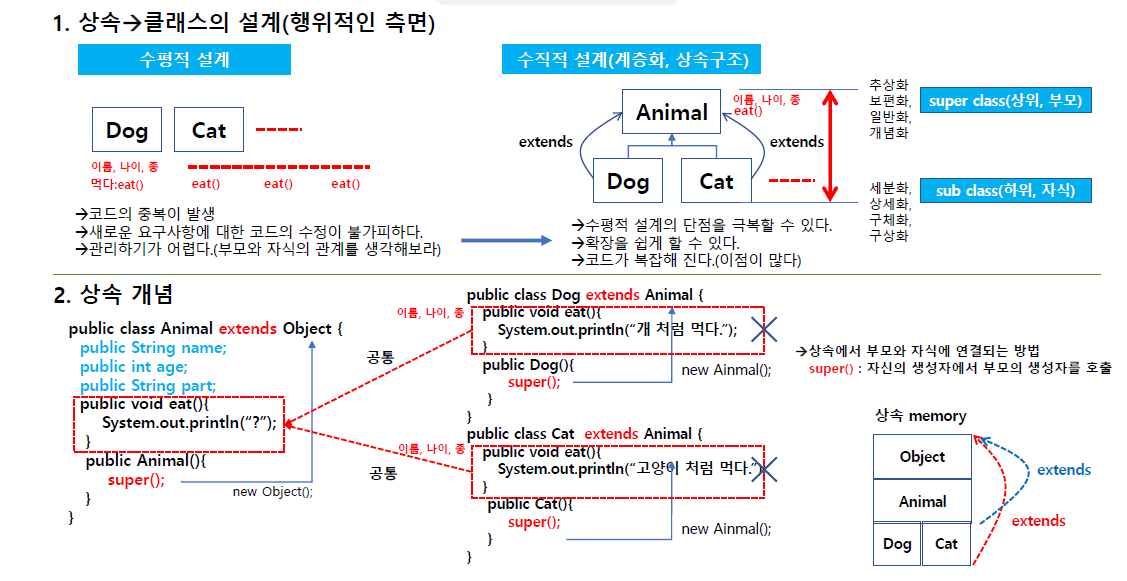 1. 상속→클래스의 설계(행위적인 측면)
수평적 설계
Dog
Cat
이름, 나이, 종
먹다:eat()
eat()
eat()
eat()
→코드의 중복이 발생
→새로운 요구사항에 대한 코드의 수정이 불가피하다.
→관리하기가 어렵다.(부모와 자식의 관계를 생각해보라)
수직적 설계(계층화, 상속구조)
Animal
이름, 나이, 종
eat()
extends
extends
Dog
Cat
→수평적 설계의 단점을 극복할 수 있다.
→확장을 쉽게 할 수 있다.
→코드가 복잡해 진다.(이점이 많다)
추상화
보편화,
일반화,
개념화
super class(상위, 부모)
세분화,
상세화,
구체화,
구상화
sub class(하위, 자식)
2. 상속 개념
public class Animal extends Object {
public String name;
public int age;
public String part;
public void eat(){
System.out.println(“?”);
}
public Animal(){
super();
new Object();
}
}
이름, 나이, 종
공통
이름, 나이, 종
공통
public class Dog extends Animal {
public void eat(){
System.out.println(“개 처럼 먹다.”);
}
public Dog(){
super();
new Ainmal();
}
}
public class Cat extends Animal {
public void eat(){
System.out.println(“고양이 처럼 먹다.”)
}
public Cat(){
super();
new Ainmal();
}
}
→상속에서 부모와 자식에 연결되는 방법
super() : 자신의 생성자에서 부모의 생성자를 호출
상속 memory
Object
Animal
Dog
Cat
extends
extends